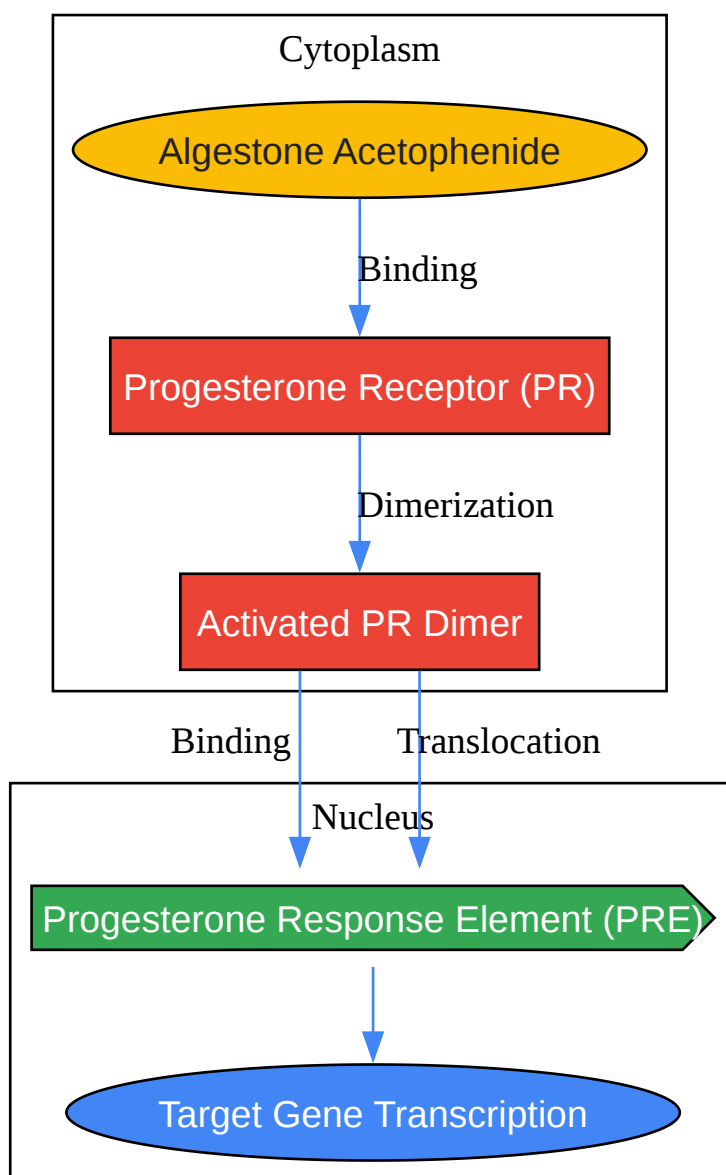 Cytoplasm
Algestone Acetophenide
Binding
Progesterone Receptor (PR)
Dimerization
Activated PR Dimer
Binding
Translocation
Nucleus
Progesterone Response Element (PRE)
Target Gene Transcription